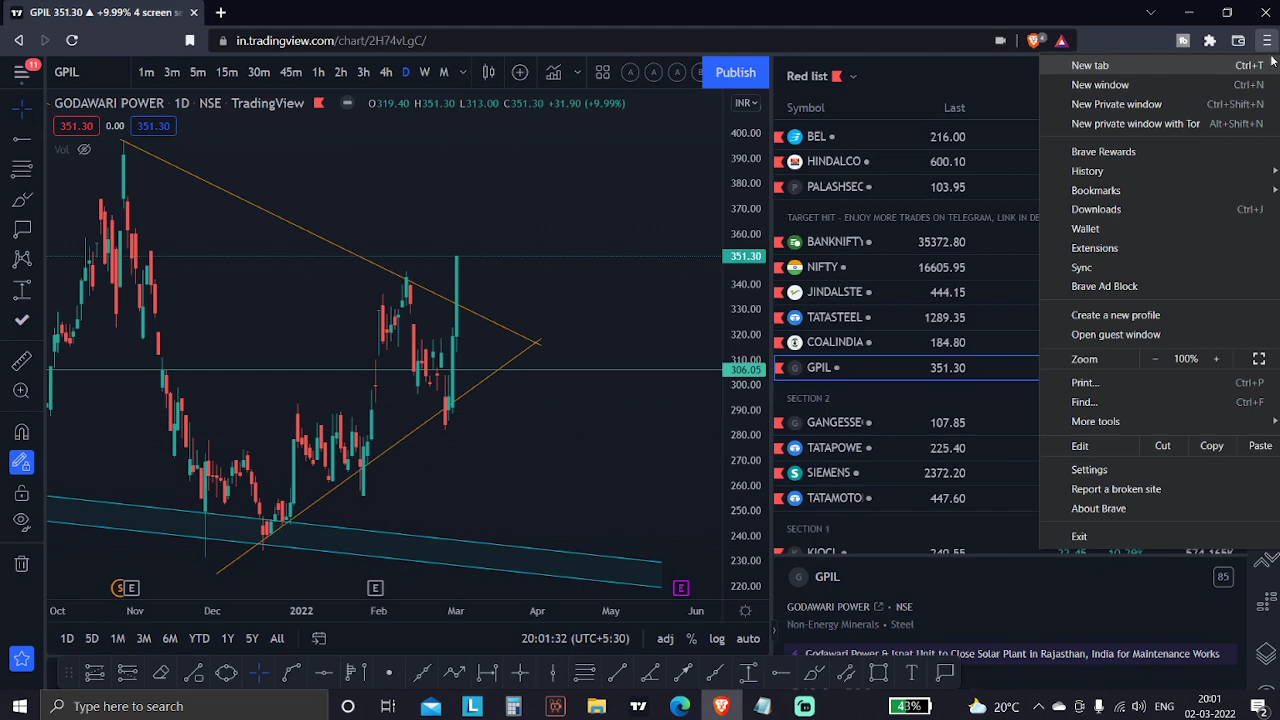 GPIL 351.30 ▲ +9.99% 4 screen s
in.tradingview.com/chart/2H74vLgC/
4
11
GPIL
1m 3m 5m 15m 30m 45m 1h 2h 3h 4h D W M
Publish
GODAWARI POWER • 1D • NSE • TradingView
O319.40 H351.30 L313.00 C351.30 +31.90 (+9.99%)
INR
351.30 0.00 351.30
Vol
400.00
390.00
380.00
370.00
360.00
351.30
340.00
330.00
320.00
310.00
306.05
300.00
290.00
280.00
270.00
260.00
250.00
240.00
230.00
220.00
S E E E
Oct Nov Dec 2022 Feb Mar Apr May Jun
1D 5D 1M 3M 6M YTD 1Y 5Y All
20:01:32 (UTC+5:30) adj % log auto
Red list
Symbol Last
BEL 216.00
HINDALCO 600.10
PALASHSEC 103.95
TARGET HIT - ENJOY MORE TRADES ON TELEGRAM, LINK IN DE
BANKNIFTY 35372.80
NIFTY 16605.95
JINDALSTE 444.15
TATASTEEL 1289.35
COALINDIA 184.80
GPIL 351.30
SECTION 2
GANGESSE 107.85
TATAPOWE 225.40
SIEMENS 2372.20
TATAMOTO 447.60
SECTION 1
KIOCL 240.55 22.45 10.29% 574.165K
GPIL
85
GODAWARI POWER • NSE
Non-Energy Minerals • Steel
Godawari Power & Ispat Unit to Close Solar Plant in Rajasthan, India for Maintenance Works
New tab Ctrl+T
New window Ctrl+N
New Private window Ctrl+Shift+N
New private window with Tor Alt+Shift+N
Brave Rewards
History
Bookmarks
Downloads Ctrl+J
Wallet
Extensions
Sync
Brave Ad Block
Create a new profile
Open guest window
Zoom − 100% +
Print... Ctrl+P
Find... Ctrl+F
More tools
Edit Cut Copy Paste
Settings
Report a broken site
About Brave
Exit
Type here to search
43%
20°C
ENG
20:01
02-03-2022
2